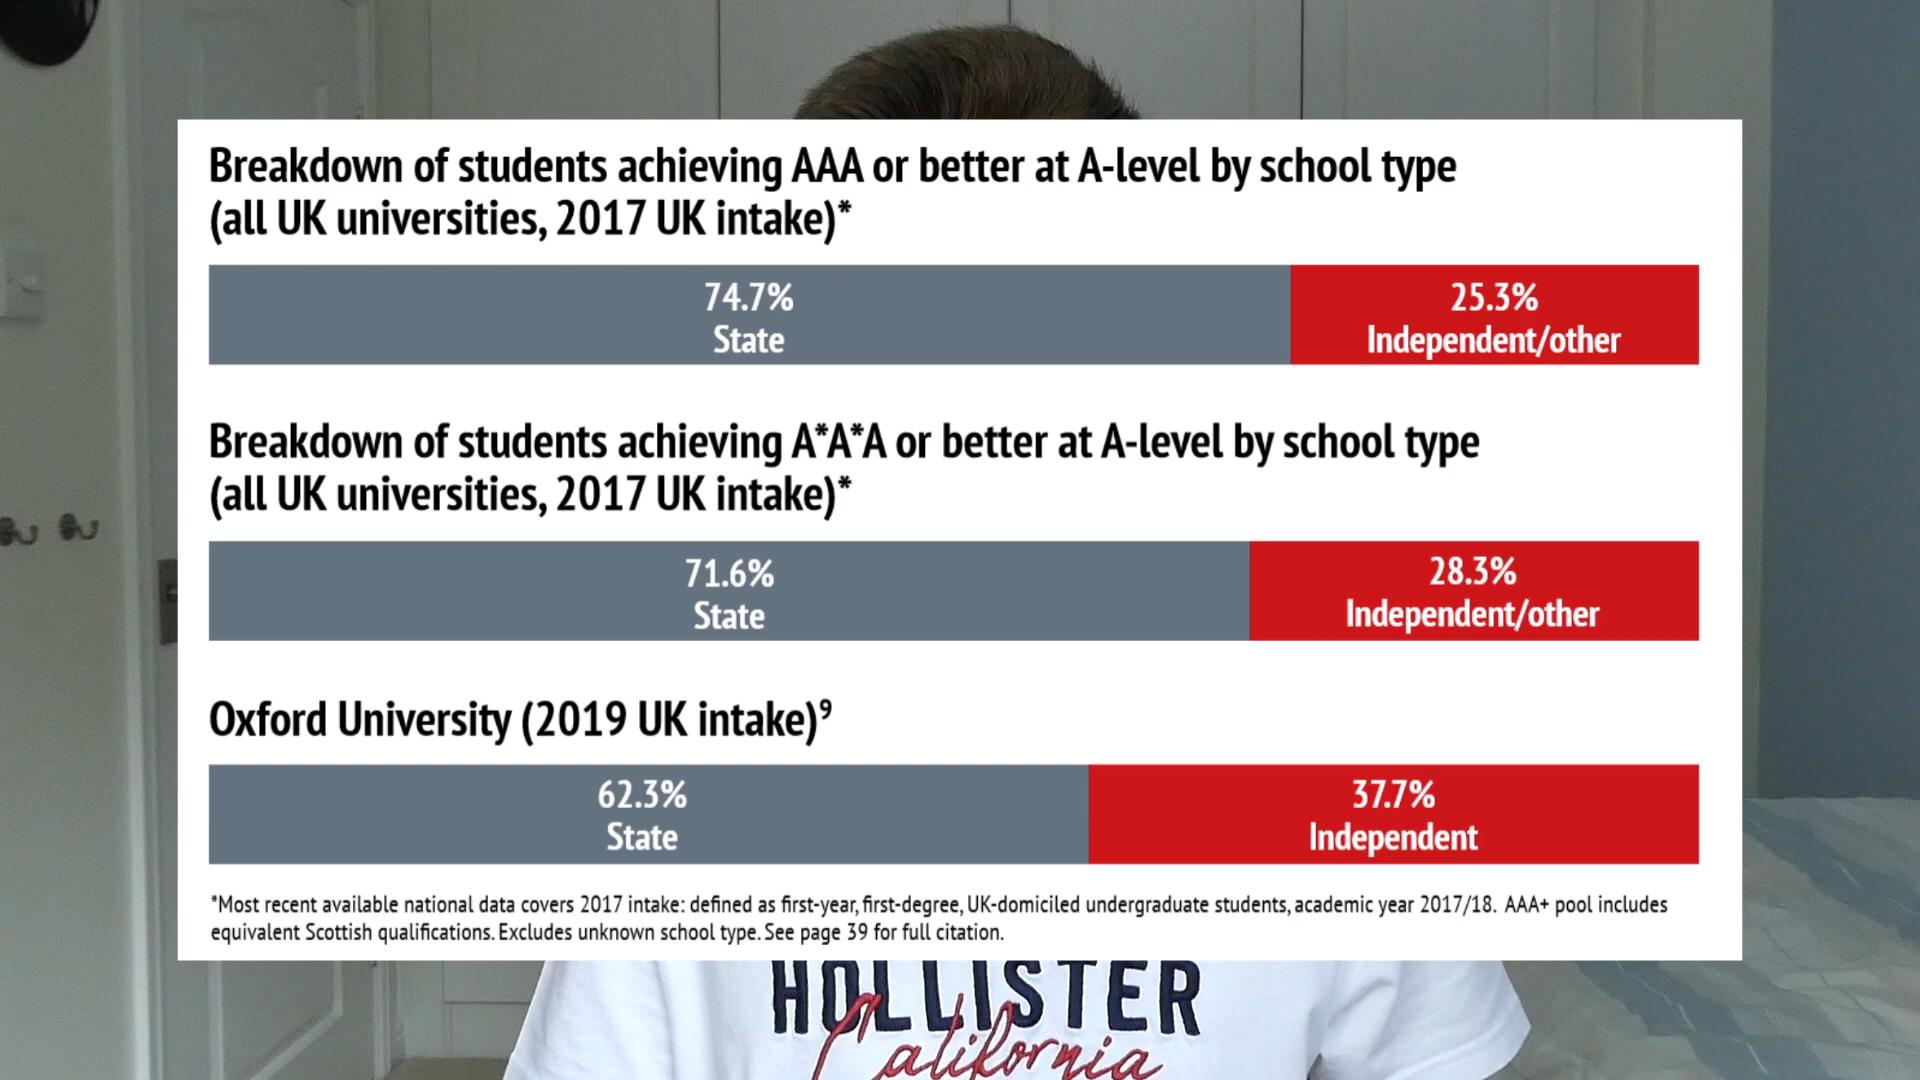 Breakdown of students achieving AAA or better at A-level by school type
(all UK universities, 2017 UK intake)*
74.7%
State
25.3%
Independent/other
Breakdown of students achieving A*A*A or better at A-level by school type
(all UK universities, 2017 UK intake)*
71.6%
State
28.3%
Independent/other
Oxford University (2019 UK intake)⁹
62.3%
State
37.7%
Independent
*Most recent available national data covers 2017 intake: defined as first-year, first-degree, UK-domiciled undergraduate students, academic year 2017/18. AAA+ pool includes
equivalent Scottish qualifications. Excludes unknown school type. See page 39 for full citation.
HOLLISTER
California